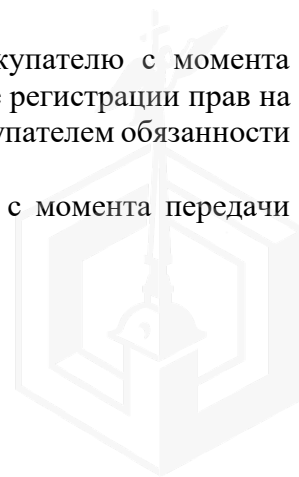 купателю с момента
е регистрации прав на
упателем обязанности
с момента передачи